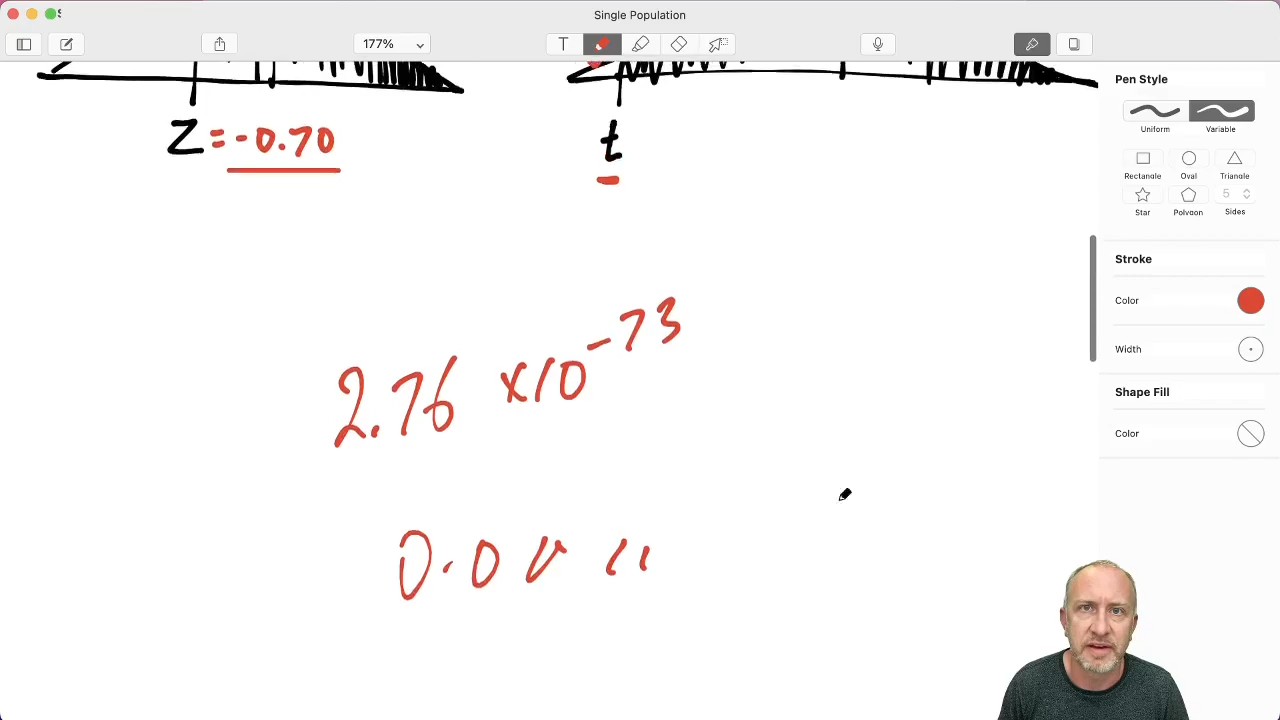 Single Population
177%
T
Pen Style
Uniform Variable
Rectangle Oval Triangle
Star Polygon 5 Sides
Stroke
Color
Width
Shape Fill
Color
Z = -0.70
t
2.76 x10^-73
0.0